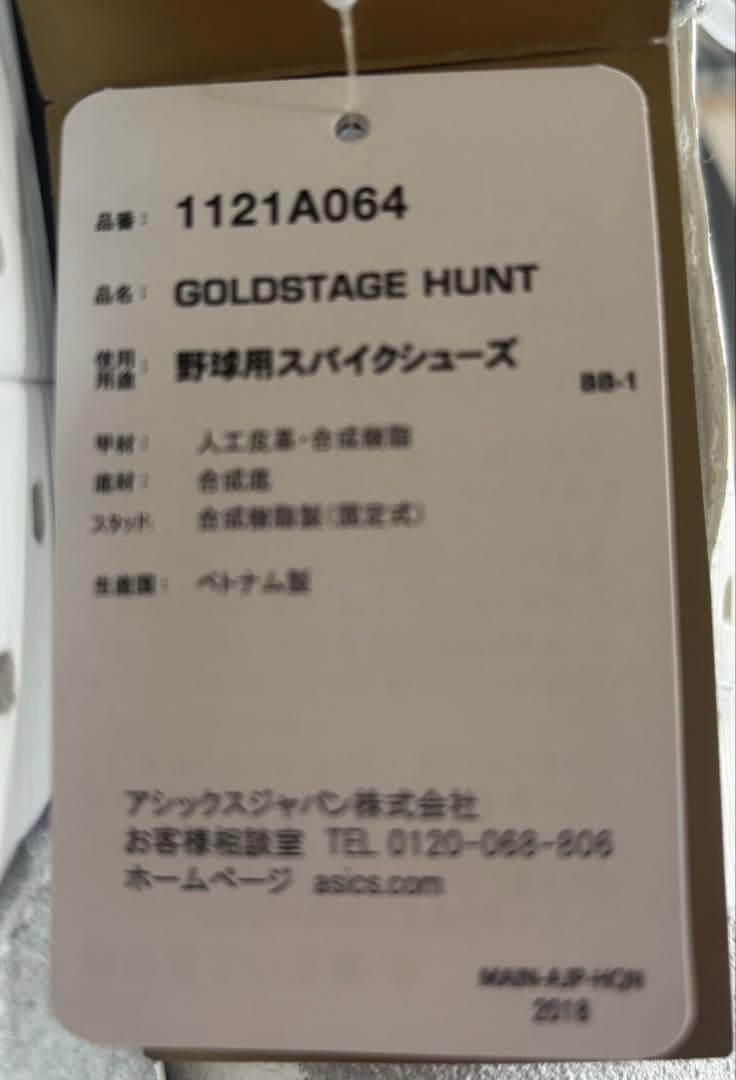 品番： 1121A064
品名： GOLDSTAGE HUNT
使用用途： 野球用スパイクシューズ
BB-1
甲材： 人工皮革・合成樹脂
底材： 合成底
スタッド： 合成樹脂製（固定式）
生産国： ベトナム製
アシックスジャパン株式会社
お客様相談室 TEL 0120-068-806
ホームページ asics.com
MAIN-AJP-HQN
2018